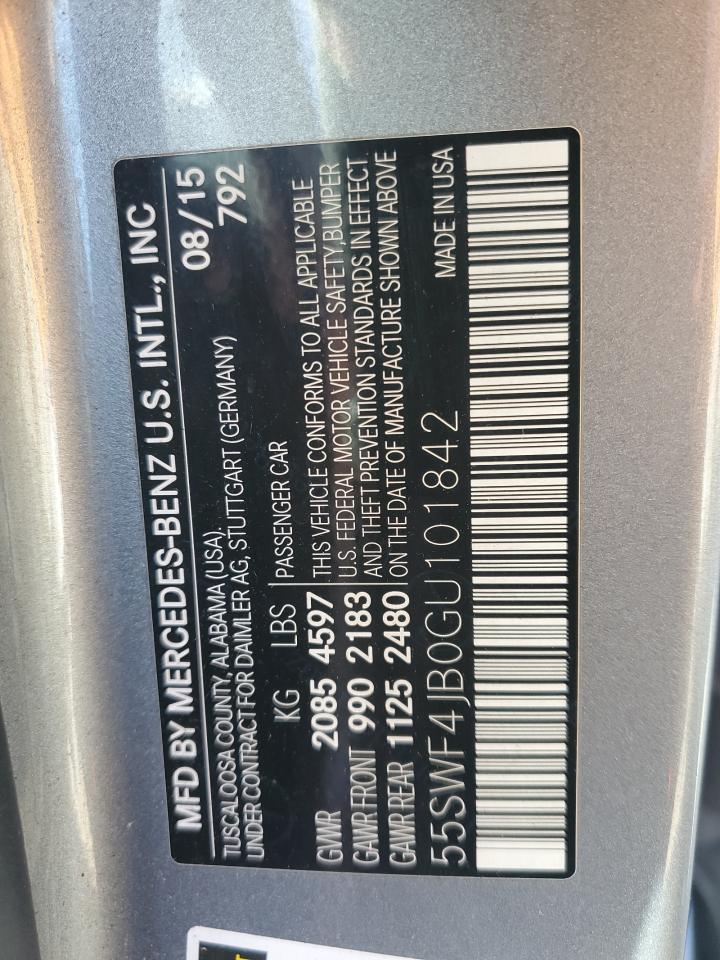 MFD BY MERCEDES-BENZ U.S. INTL., INC
TUSCALOOSA COUNTY, ALABAMA (USA). 08/15
UNDER CONTRACT FOR DAIMLER AG, STUTTGART (GERMANY) 792
KG LBS PASSENGER CAR
GVWR 2085 4597 THIS VEHICLE CONFORMS TO ALL APPLICABLE
GAWR FRONT 990 2183 U.S. FEDERAL MOTOR VEHICLE SAFETY,BUMPER
AND THEFT PREVENTION STANDARDS IN EFFECT
GAWR REAR 1125 2480 ON THE DATE OF MANUFACTURE SHOWN ABOVE
55SWF4JB0GU101842 MADE IN USA